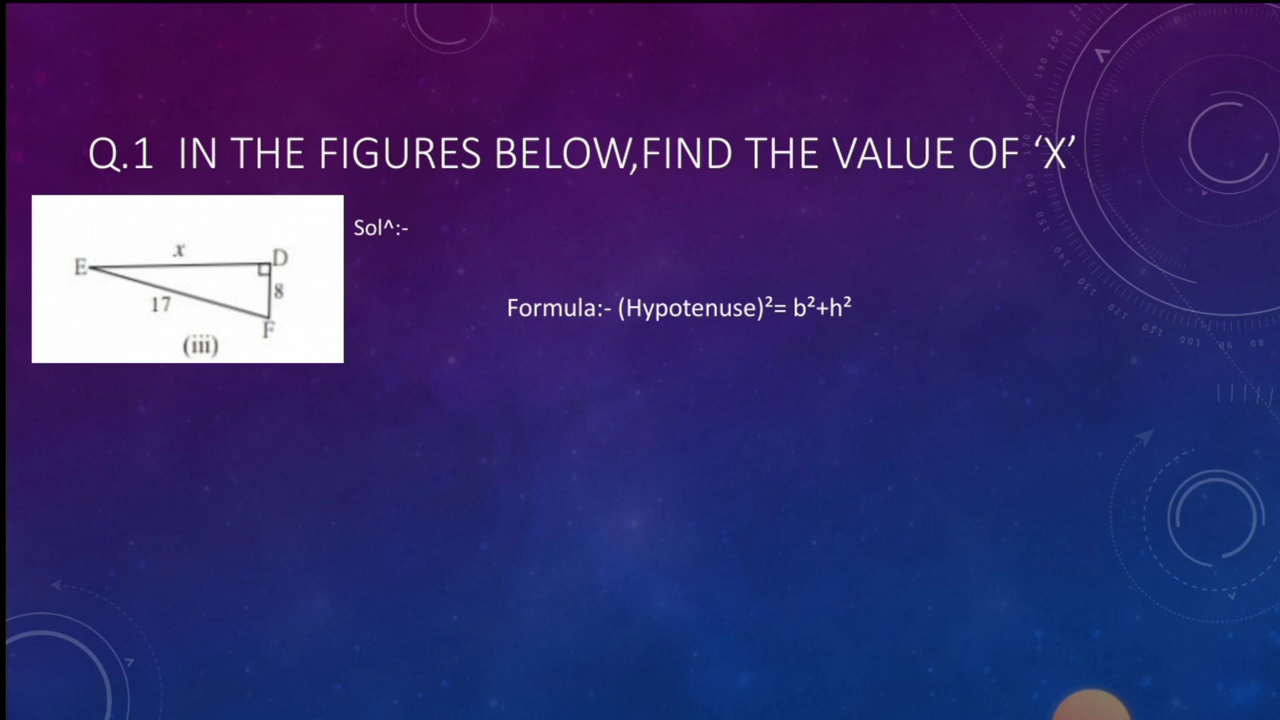 Q.1 IN THE FIGURES BELOW,FIND THE VALUE OF ‘X’
Sol^:-
x
E
D
8
17
F
(iii)
Formula:- (Hypotenuse)²= b²+h²